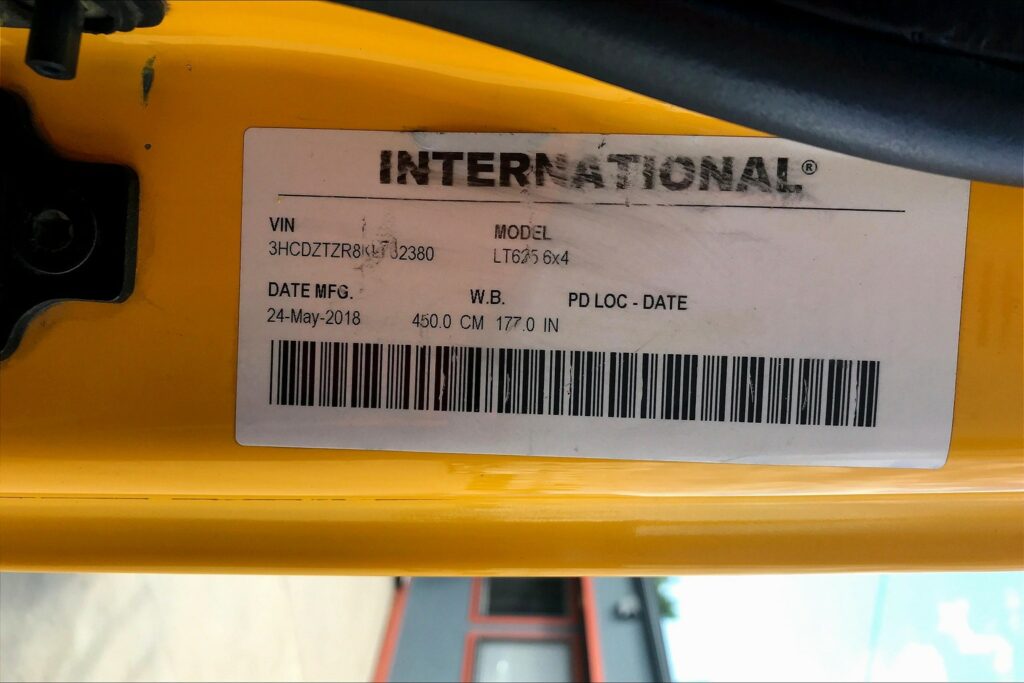 INTERNATIONAL®
VIN MODEL
3HCDZTZR8KL732380 LT625 6x4
DATE MFG. W.B. PD LOC - DATE
24-May-2018 450.0 CM 177.0 IN